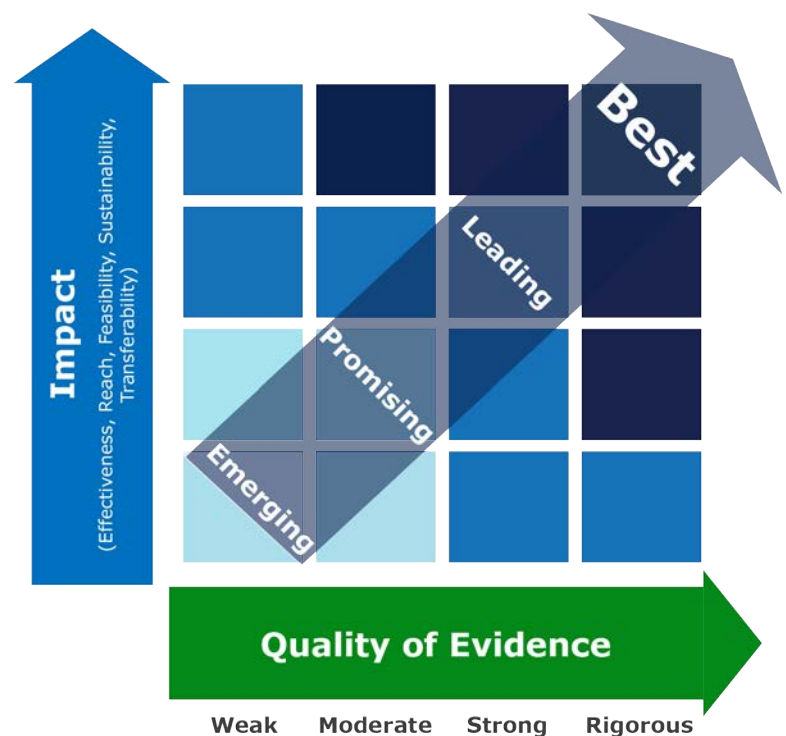 Impact
(Effectiveness, Reach, Feasibility, Sustainability,
Transferability)
Best
Leading
Promising
Emerging
Quality of Evidence
Weak Moderate Strong Rigorous